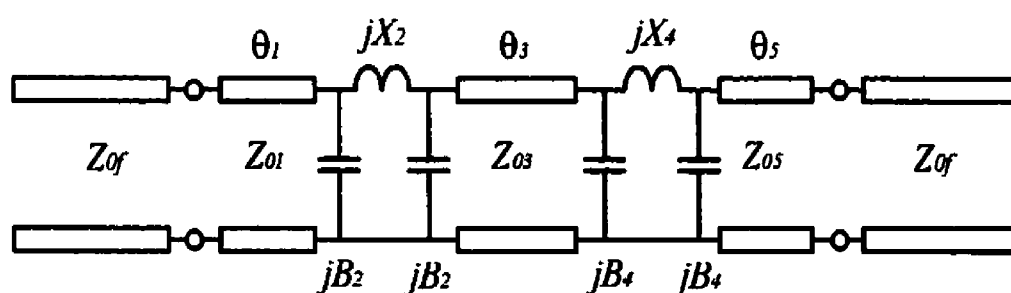 θ1 jX2 θ3 jX4 θ5
Z0f Z01 Z03 Z05 Z0f
jB2 jB2 jB4 jB4